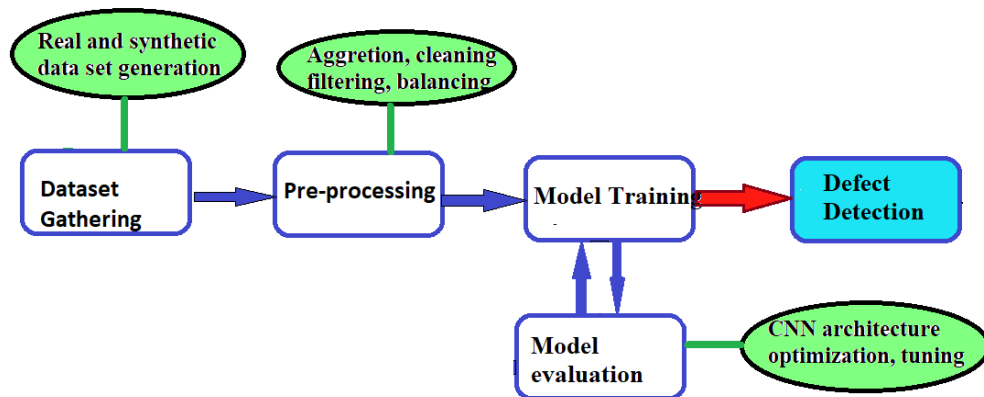 Real and synthetic
data set generation
Aggretion, cleaning
filtering, balancing
Dataset
Gathering
Pre-processing
Model Training
Defect
Detection
Model
evaluation
CNN architecture
optimization, tuning